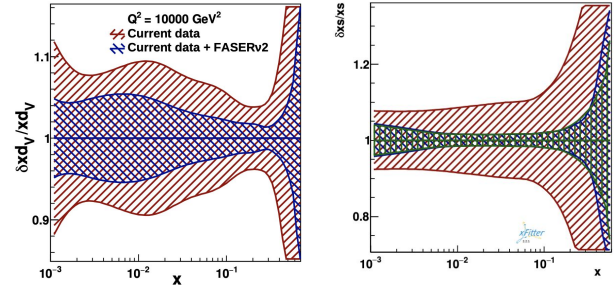 Q² = 10000 GeV²
Current data
Current data + FASERν2
δxd_V/xd_V
1.1
1
0.9
10⁻³
10⁻²
10⁻¹
x
δxs/xs
1.2
1
0.8
xFitter
10⁻³
10⁻²
10⁻¹
x